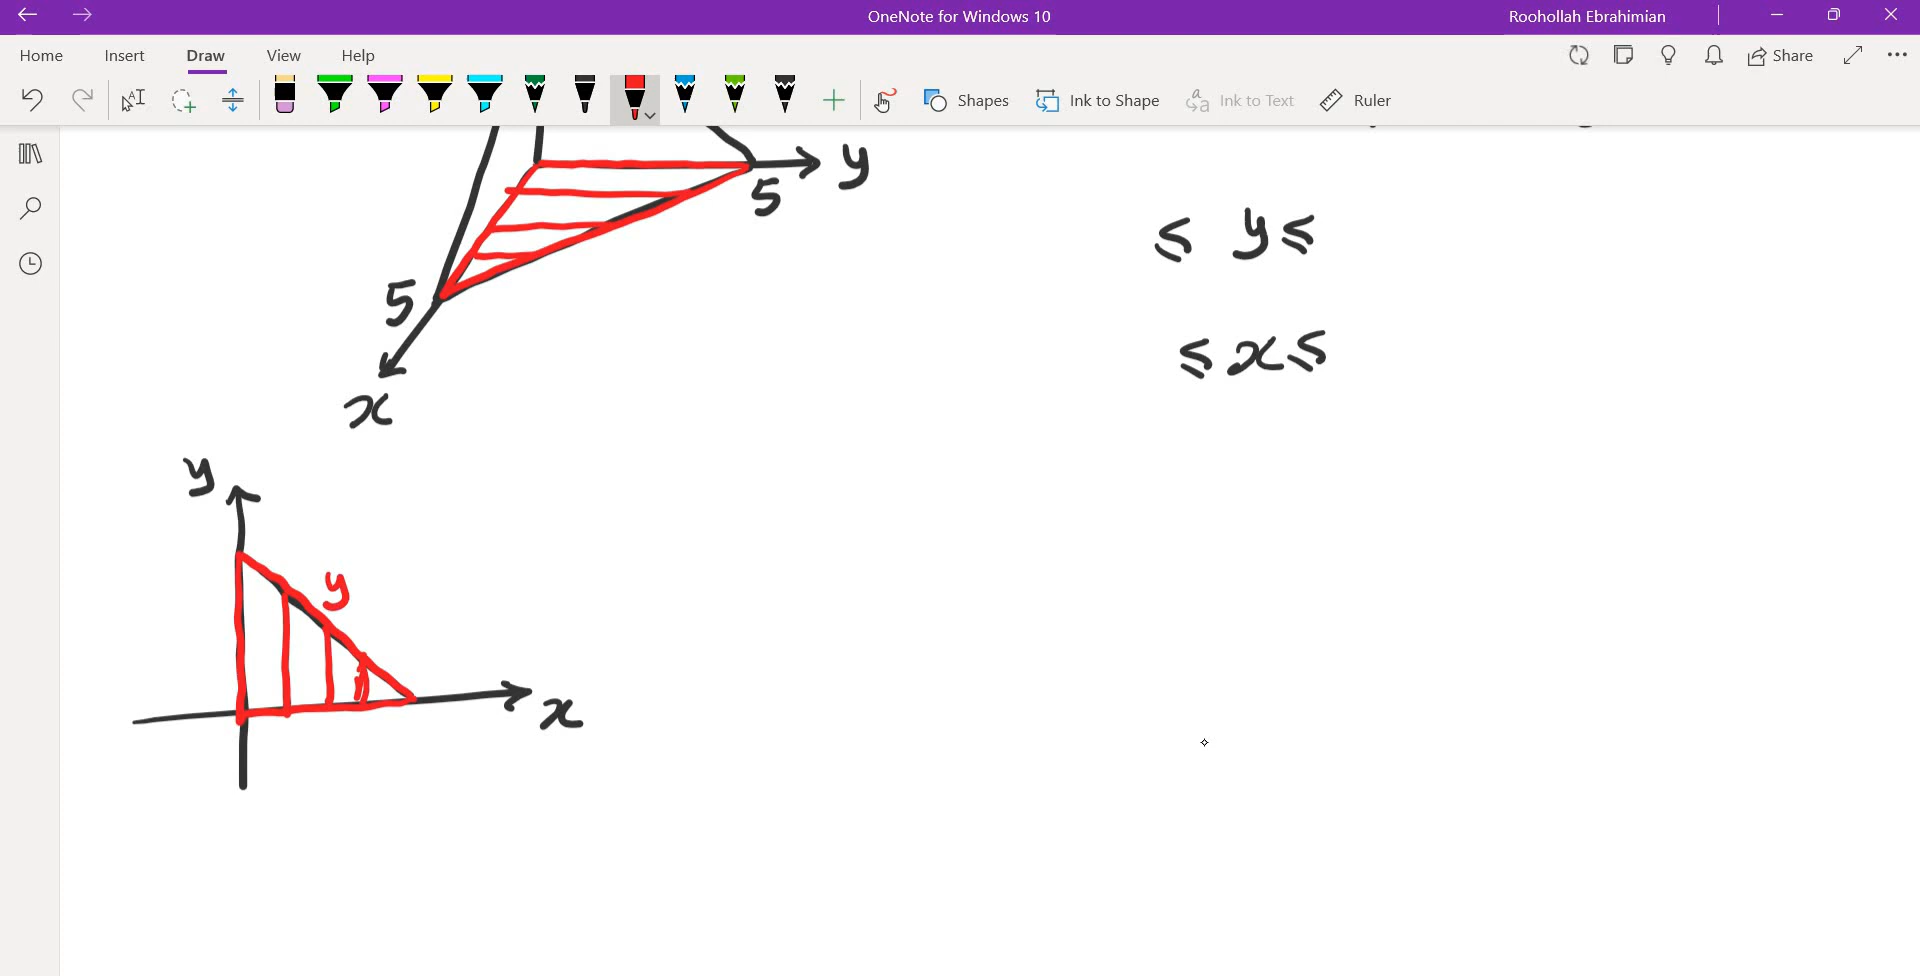 OneNote for Windows 10
Roohollah Ebrahimian
Home Insert Draw View Help
Share
Shapes Ink to Shape Ink to Text Ruler
y
5
5
x
≤ y ≤
≤ x ≤
y
y
x